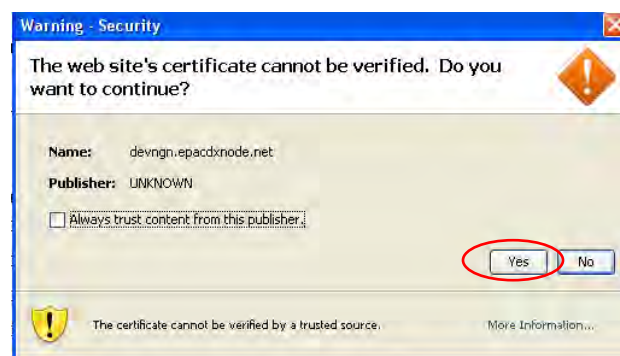 Warning - Security
The web site's certificate cannot be verified. Do you
want to continue?
Name: devngn.epacdxnode.net
Publisher: UNKNOWN
Always trust content from this publisher.
Yes No
The certificate cannot be verified by a trusted source. More Information...